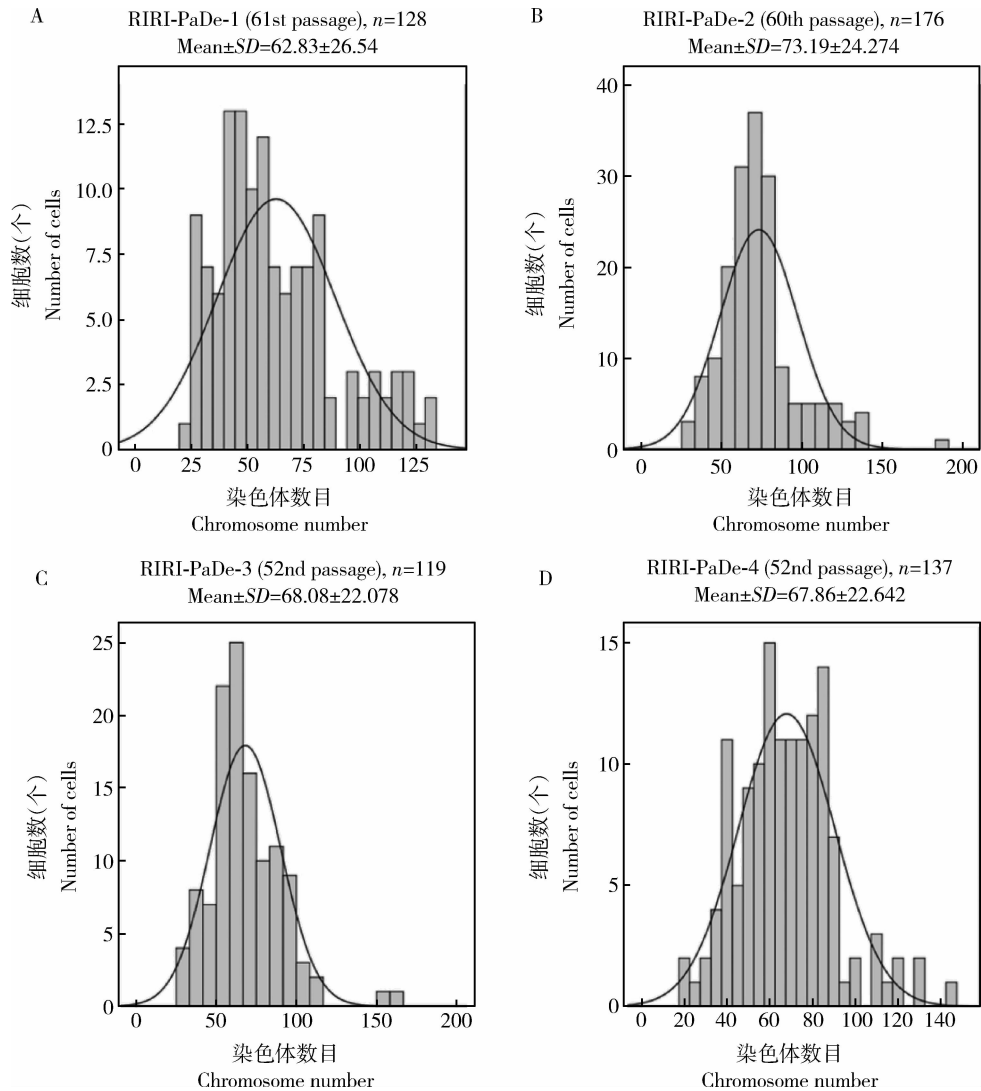 A
RIRI-PaDe-1 (61st passage), n=128
Mean±SD=62.83±26.54
12.5
10.0
7.5
5.0
2.5
0
细胞数(个)
Number of cells
0 25 50 75 100 125
染色体数目
Chromosome number
B
RIRI-PaDe-2 (60th passage), n=176
Mean±SD=73.19±24.274
40
30
20
10
0
细胞数(个)
Number of cells
0 50 100 150 200
染色体数目
Chromosome number
C
RIRI-PaDe-3 (52nd passage), n=119
Mean±SD=68.08±22.078
25
20
15
10
5
0
细胞数(个)
Number of cells
0 50 100 150 200
染色体数目
Chromosome number
D
RIRI-PaDe-4 (52nd passage), n=137
Mean±SD=67.86±22.642
15
10
5
0
细胞数(个)
Number of cells
0 20 40 60 80 100 120 140
染色体数目
Chromosome number